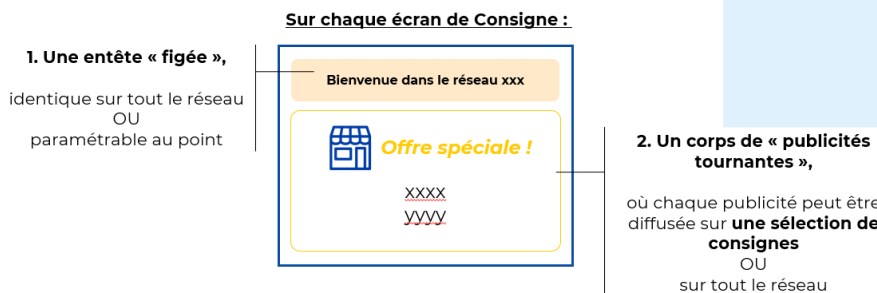 Sur chaque écran de Consigne :
1. Une entête « figée »,
identique sur tout le réseau
OU
paramétrable au point
Bienvenue dans le réseau xxx
Offre spéciale !
xxxx
yyyy
2. Un corps de « publicités
tournantes »,
où chaque publicité peut être
diffusée sur une sélection de
consignes
OU
sur tout le réseau